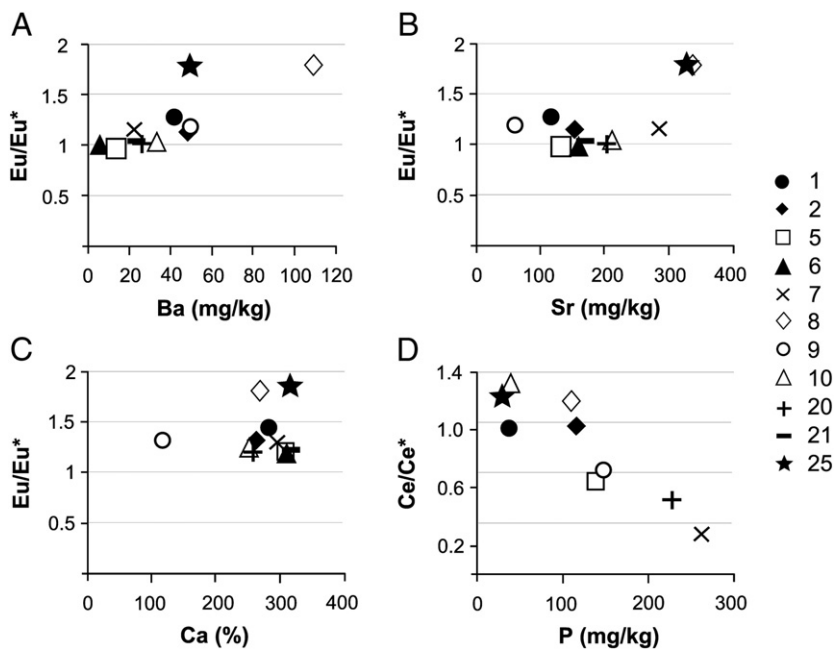 A
2
1.5
1
0.5
Eu/Eu*
0 20 40 60 80 100 120
Ba (mg/kg)
B
2
1.5
1
0.5
Eu/Eu*
0 100 200 300 400
Sr (mg/kg)
C
2
1.5
1
0.5
Eu/Eu*
0 100 200 300 400
Ca (%)
D
1.4
1.0
0.6
0.2
Ce/Ce*
0 100 200 300
P (mg/kg)
1
2
5
6
7
8
9
10
20
21
25